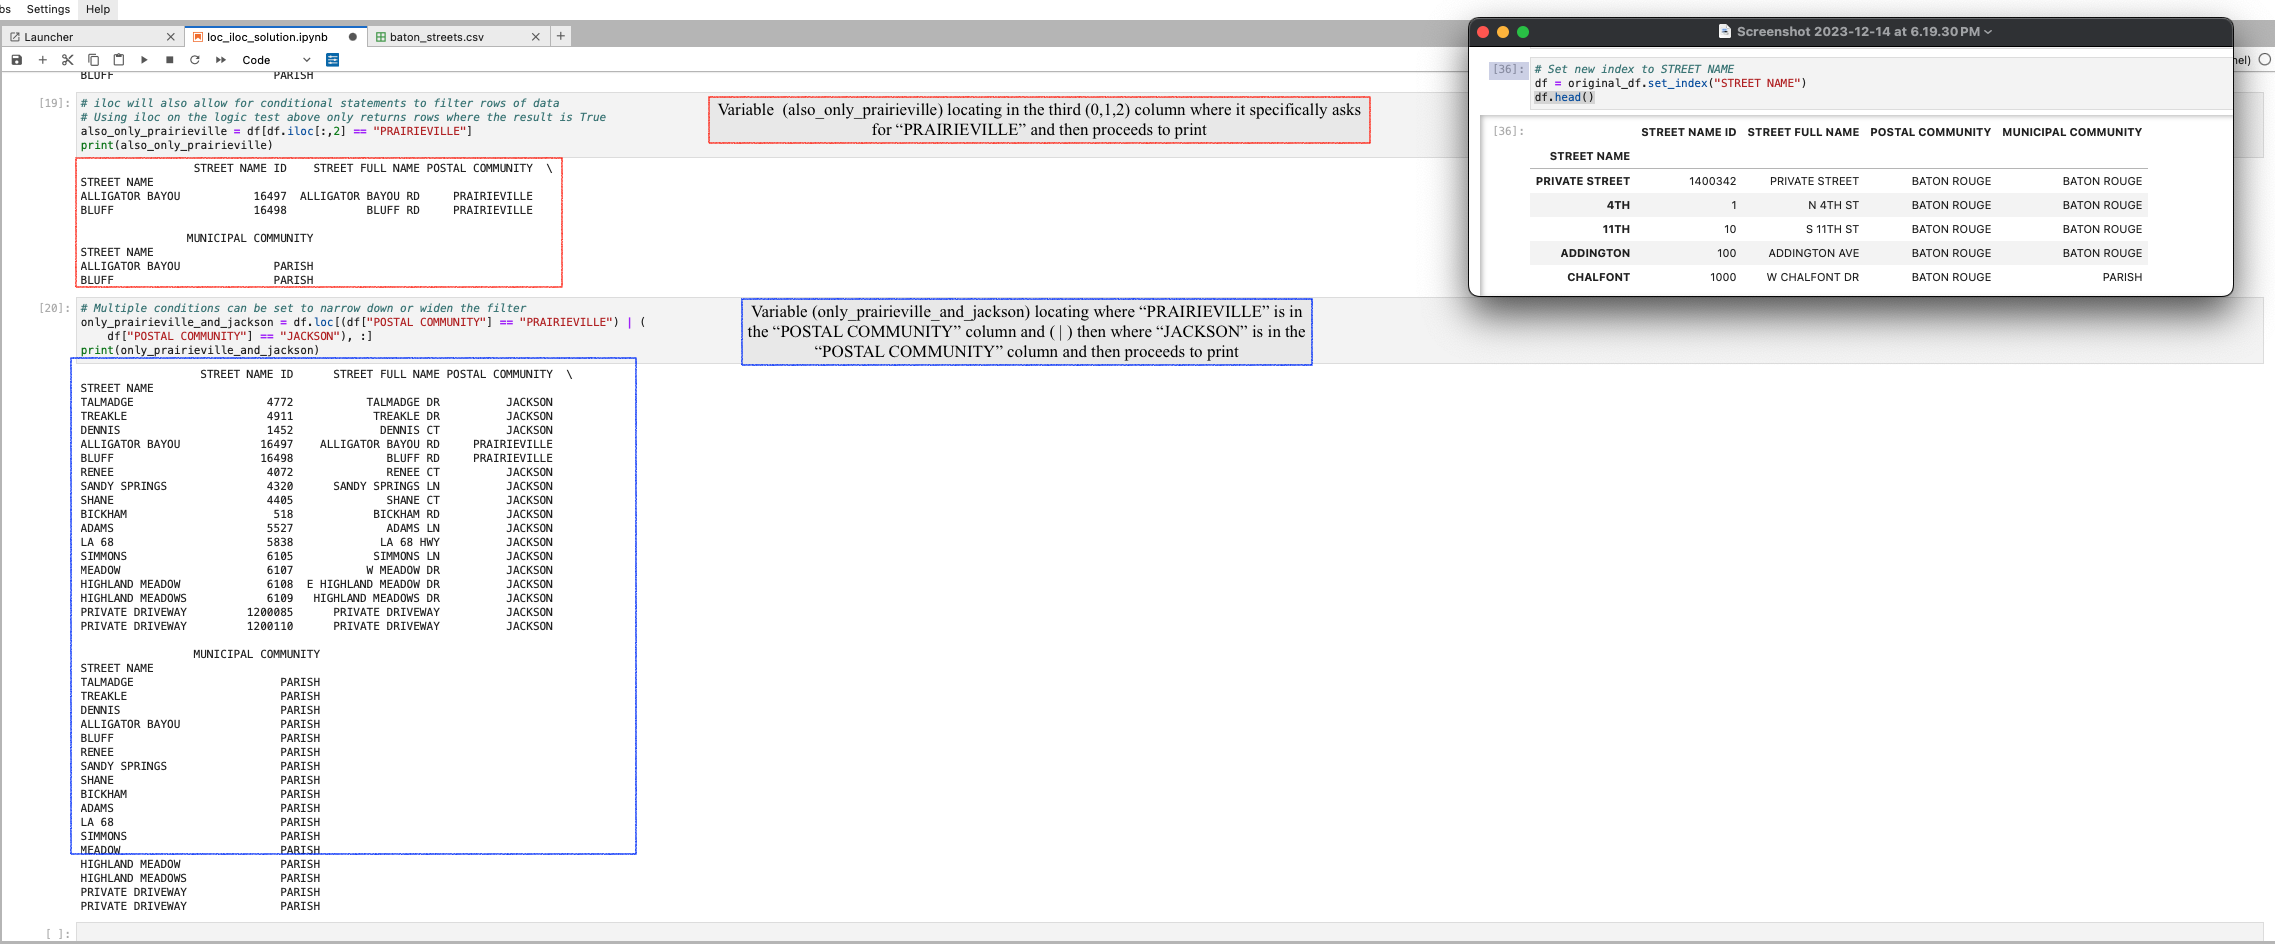 bs Settings Help
Launcher loc_iloc_solution.ipynb baton_streets.csv
Code
BLUFF PARISH
[19]: # iloc will also allow for conditional statements to filter rows of data
# Using iloc on the logic test above only returns rows where the result is True
also_only_prairieville = df[df.iloc[:,2] == "PRAIRIEVILLE"]
print(also_only_prairieville)
Variable (also_only_prairieville) locating in the third (0,1,2) column where it specifically asks
for “PRAIRIEVILLE” and then proceeds to print
STREET NAME ID STREET FULL NAME POSTAL COMMUNITY \
STREET NAME
ALLIGATOR BAYOU 16497 ALLIGATOR BAYOU RD PRAIRIEVILLE
BLUFF 16498 BLUFF RD PRAIRIEVILLE
MUNICIPAL COMMUNITY
STREET NAME
ALLIGATOR BAYOU PARISH
BLUFF PARISH
[20]: # Multiple conditions can be set to narrow down or widen the filter
only_prairieville_and_jackson = df.loc[(df["POSTAL COMMUNITY"] == "PRAIRIEVILLE") | (
df["POSTAL COMMUNITY"] == "JACKSON"), :]
print(only_prairieville_and_jackson)
Variable (only_prairieville_and_jackson) locating where “PRAIRIEVILLE” is in
the “POSTAL COMMUNITY” column and ( | ) then where “JACKSON” is in the
“POSTAL COMMUNITY” column and then proceeds to print
STREET NAME ID STREET FULL NAME POSTAL COMMUNITY \
STREET NAME
TALMADGE 4772 TALMADGE DR JACKSON
TREAKLE 4911 TREAKLE DR JACKSON
DENNIS 1452 DENNIS CT JACKSON
ALLIGATOR BAYOU 16497 ALLIGATOR BAYOU RD PRAIRIEVILLE
BLUFF 16498 BLUFF RD PRAIRIEVILLE
RENEE 4072 RENEE CT JACKSON
SANDY SPRINGS 4320 SANDY SPRINGS LN JACKSON
SHANE 4405 SHANE CT JACKSON
BICKHAM 518 BICKHAM RD JACKSON
ADAMS 5527 ADAMS LN JACKSON
LA 68 5838 LA 68 HWY JACKSON
SIMMONS 6105 SIMMONS LN JACKSON
MEADOW 6107 W MEADOW DR JACKSON
HIGHLAND MEADOW 6108 E HIGHLAND MEADOW DR JACKSON
HIGHLAND MEADOWS 6109 HIGHLAND MEADOWS DR JACKSON
PRIVATE DRIVEWAY 1200085 PRIVATE DRIVEWAY JACKSON
PRIVATE DRIVEWAY 1200110 PRIVATE DRIVEWAY JACKSON
MUNICIPAL COMMUNITY
STREET NAME
TALMADGE PARISH
TREAKLE PARISH
DENNIS PARISH
ALLIGATOR BAYOU PARISH
BLUFF PARISH
RENEE PARISH
SANDY SPRINGS PARISH
SHANE PARISH
BICKHAM PARISH
ADAMS PARISH
LA 68 PARISH
SIMMONS PARISH
MEADOW PARISH
HIGHLAND MEADOW PARISH
HIGHLAND MEADOWS PARISH
PRIVATE DRIVEWAY PARISH
PRIVATE DRIVEWAY PARISH
[ ]:
Screenshot 2023-12-14 at 6.19.30 PM
nel)
[36]: # Set new index to STREET NAME
df = original_df.set_index("STREET NAME")
df.head()
[36]: STREET NAME ID STREET FULL NAME POSTAL COMMUNITY MUNICIPAL COMMUNITY
STREET NAME
PRIVATE STREET 1400342 PRIVATE STREET BATON ROUGE BATON ROUGE
4TH 1 N 4TH ST BATON ROUGE BATON ROUGE
11TH 10 S 11TH ST BATON ROUGE BATON ROUGE
ADDINGTON 100 ADDINGTON AVE BATON ROUGE BATON ROUGE
CHALFONT 1000 W CHALFONT DR BATON ROUGE PARISH